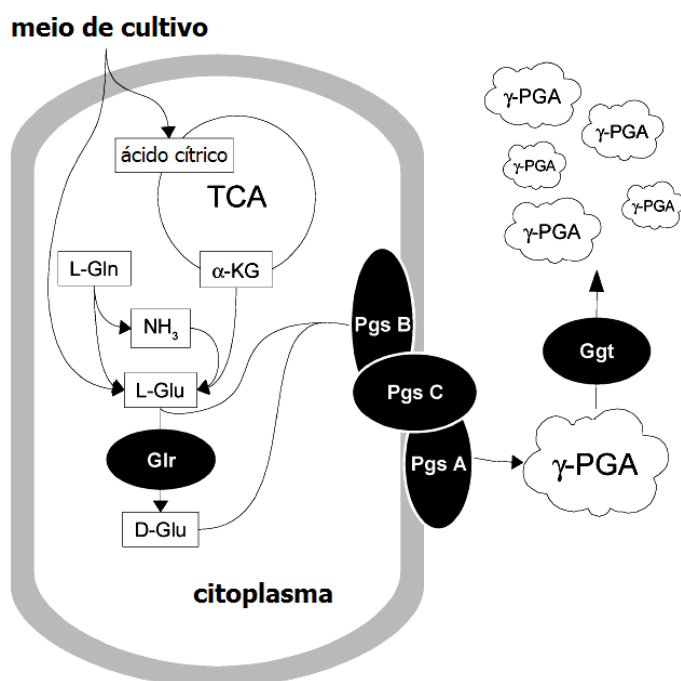 meio de cultivo
γ-PGA
γ-PGA
γ-PGA
γ-PGA
γ-PGA
ácido cítrico
TCA
L-Gln
α-KG
NH₃
L-Glu
Glr
D-Glu
Pgs B
Pgs C
Pgs A
Ggt
γ-PGA
citoplasma